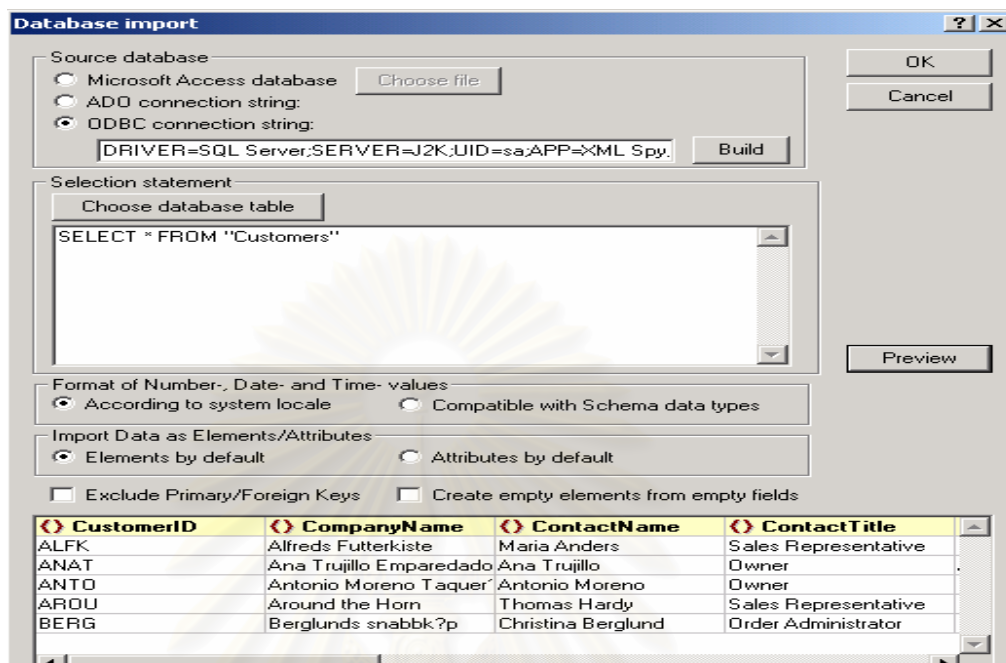 Database import
Source database
OK
Microsoft Access database
Choose file
ADO connection string:
Cancel
ODBC connection string:
DRIVER=SQL Server;SERVER=J2K;UID=sa;APP=XML Spy
Build
Selection statement
Choose database table
SELECT * FROM "Customers"
Preview
Format of Number-, Date- and Time- values
According to system locale
Compatible with Schema data types
Import Data as Elements/Attributes
Elements by default
Attributes by default
Exclude Primary/Foreign Keys
Create empty elements from empty fields
CustomerID CompanyName ContactName ContactTitle
ALFK Alfreds Futterkiste Maria Anders Sales Representative
ANAT Ana Trujillo Emparedado Ana Trujillo Owner
ANTO Antonio Moreno Taquer Antonio Moreno Owner
AROU Around the Horn Thomas Hardy Sales Representative
BERG Berglunds snabbk?p Christina Berglund Order Administrator